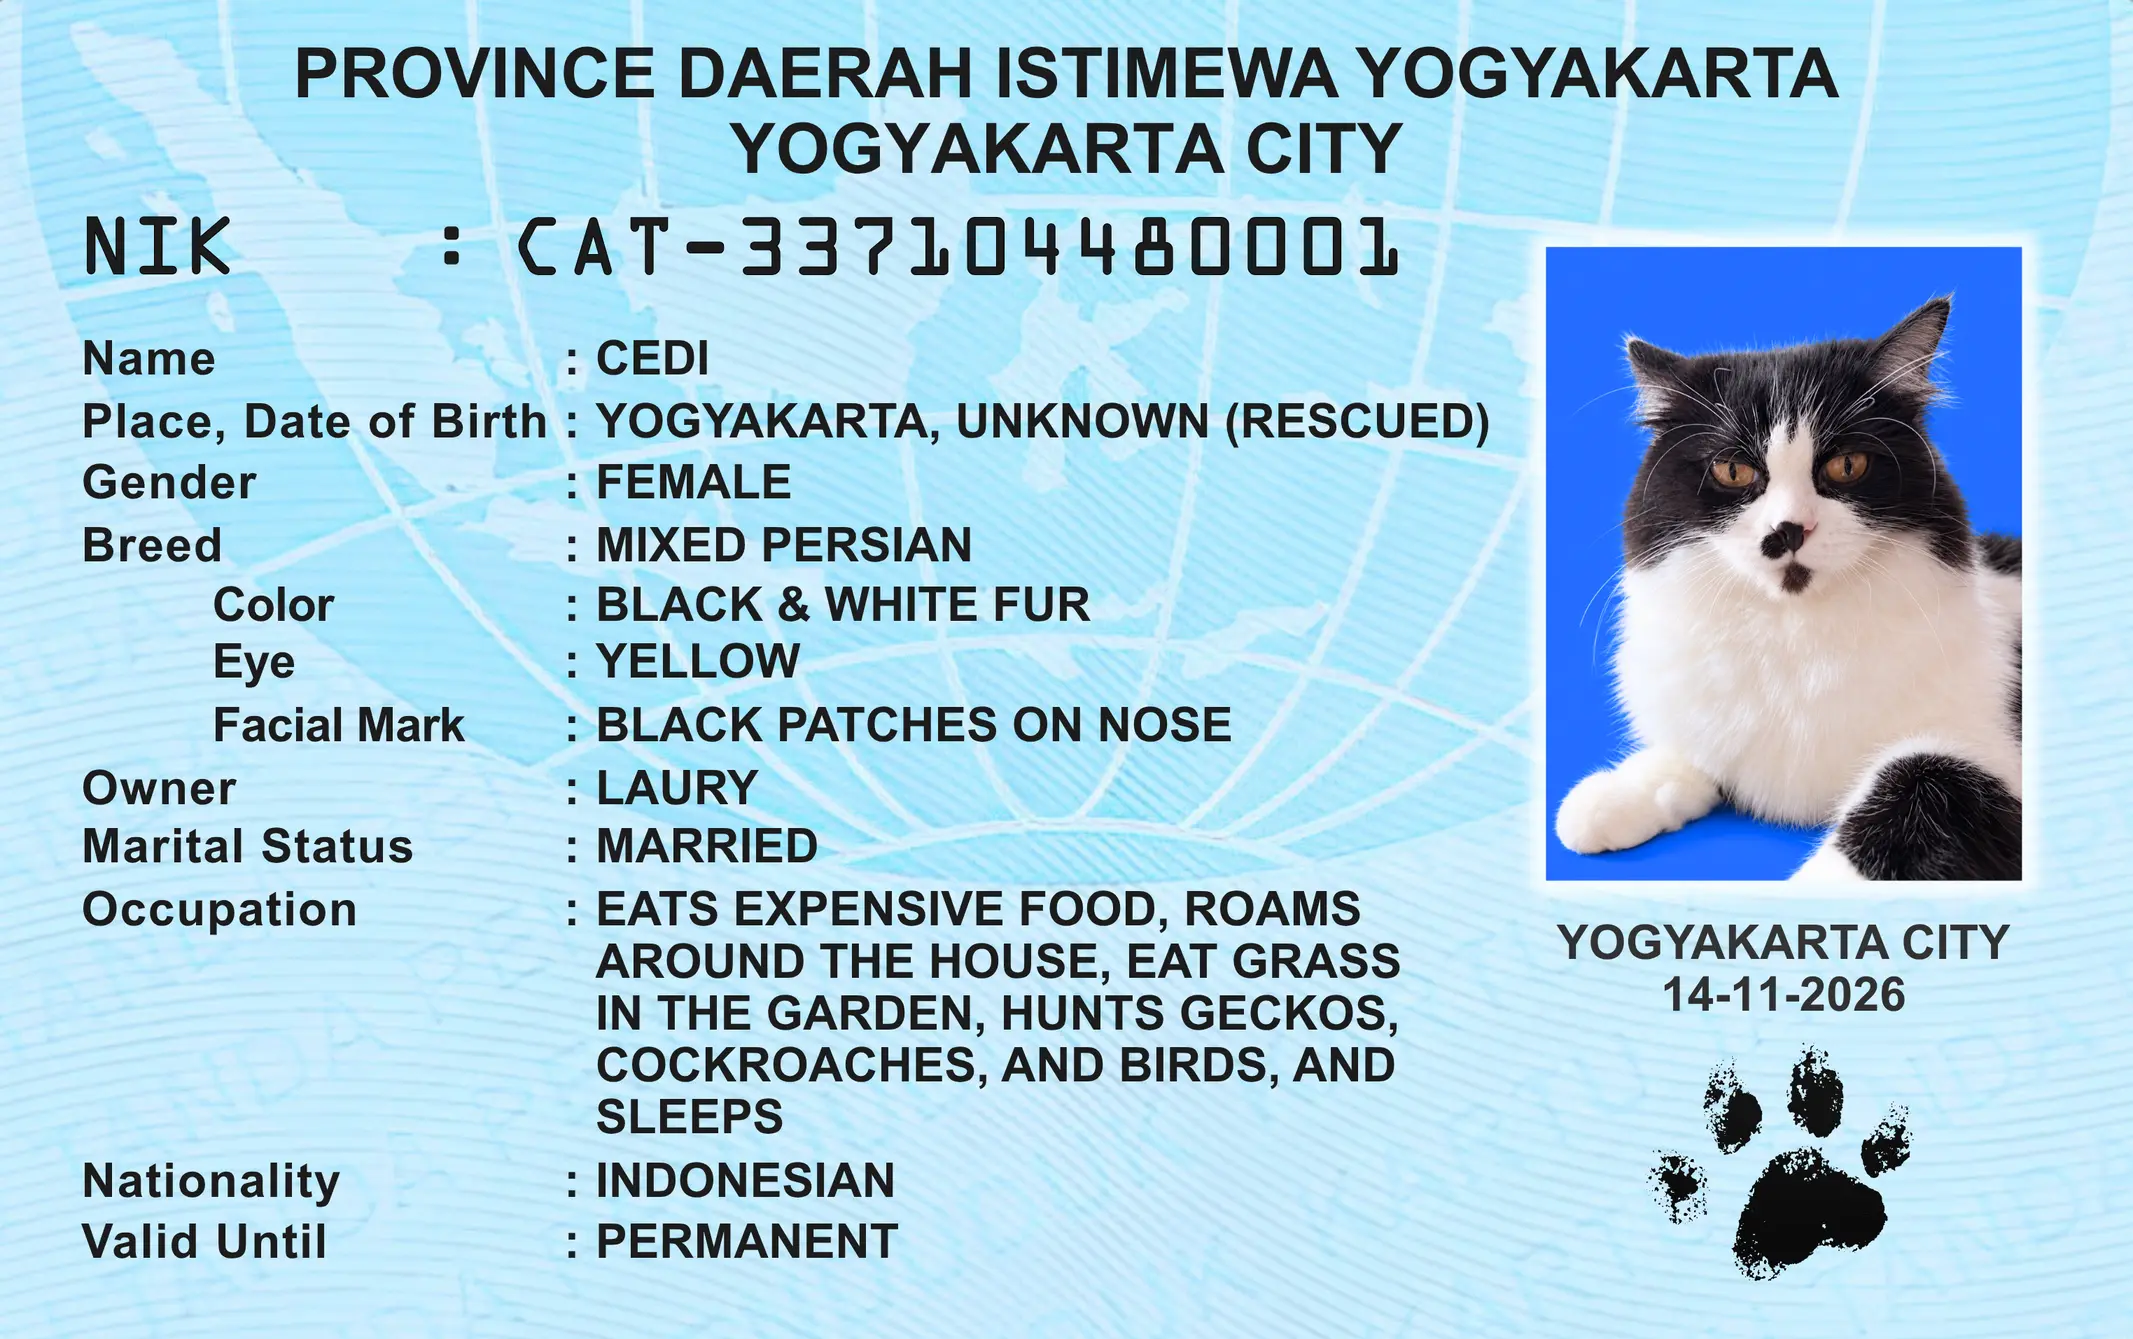 PROVINCE DAERAH ISTIMEWA YOGYAKARTA
YOGYAKARTA CITY
NIK : CAT-337104480001
Name : CEDI
Place, Date of Birth : YOGYAKARTA, UNKNOWN (RESCUED)
Gender : FEMALE
Breed : MIXED PERSIAN
Color : BLACK & WHITE FUR
Eye : YELLOW
Facial Mark : BLACK PATCHES ON NOSE
Owner : LAURY
Marital Status : MARRIED
Occupation : EATS EXPENSIVE FOOD, ROAMS
AROUND THE HOUSE, EAT GRASS
IN THE GARDEN, HUNTS GECKOS,
COCKROACHES, AND BIRDS, AND
SLEEPS
Nationality : INDONESIAN
Valid Until : PERMANENT
YOGYAKARTA CITY
14-11-2026